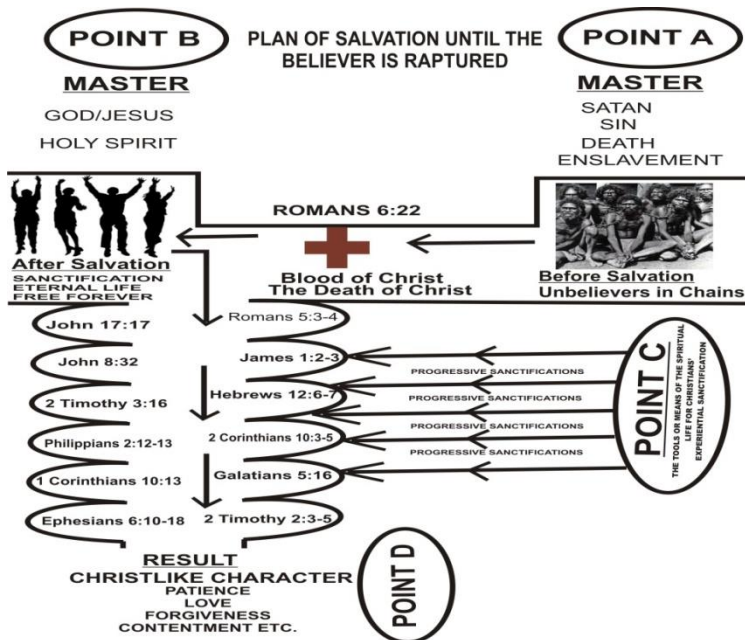 POINT B
PLAN OF SALVATION UNTIL THE
BELIEVER IS RAPTURED
POINT A
MASTER
GOD/JESUS
HOLY SPIRIT
MASTER
SATAN
SIN
DEATH
ENSLAVEMENT
ROMANS 6:22
Blood of Christ
The Death of Christ
After Salvation
SANCTIFICATION
ETERNAL LIFE
FREE FOREVER
Before Salvation
Unbelievers in Chains
John 17:17
John 8:32
2 Timothy 3:16
Philippians 2:12-13
1 Corinthians 10:13
Ephesians 6:10-18
Romans 5:3-4
James 1:2-3
Hebrews 12:6-7
2 Corinthians 10:3-5
Galatians 5:16
2 Timothy 2:3-5
PROGRESSIVE SANCTIFICATIONS
PROGRESSIVE SANCTIFICATIONS
PROGRESSIVE SANCTIFICATIONS
PROGRESSIVE SANCTIFICATIONS
POINT C
THE TOOLS OR MEANS OF THE SPIRITUAL
LIFE FOR CHRISTIANS'
EXPERIENTIAL SANCTIFICATION
RESULT
CHRISTLIKE CHARACTER
PATIENCE
LOVE
FORGIVENESS
CONTENTMENT ETC.
POINT D